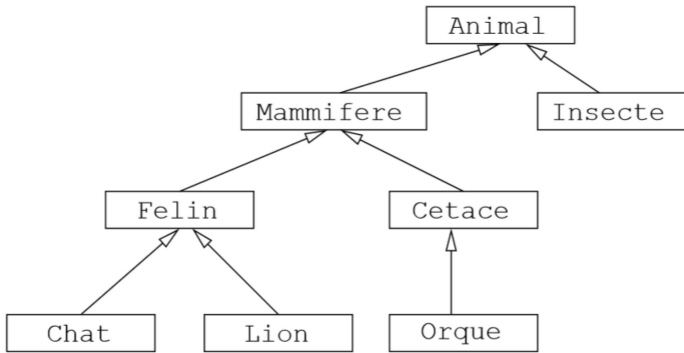 Animal
Mammifere
Insecte
Felin
Cetace
Chat
Lion
Orque